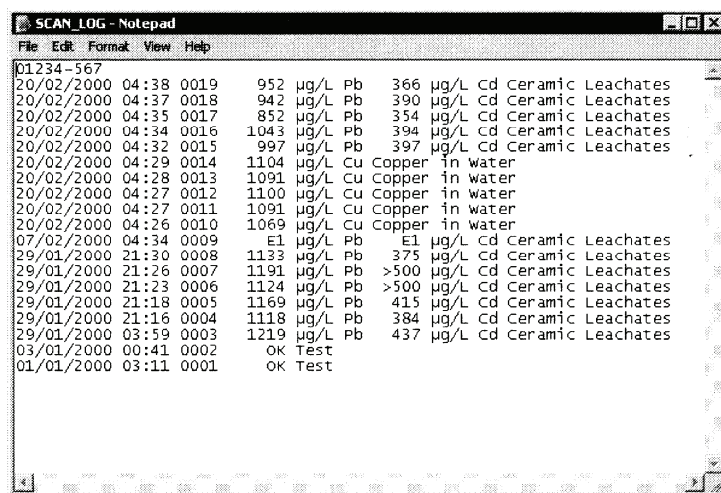 SCAN_LOG - Notepad
File Edit Format View Help
01234-567
20/02/2000 04:38 0019 952 µg/L Pb 366 µg/L Cd Ceramic Leachates
20/02/2000 04:37 0018 942 µg/L Pb 390 µg/L Cd Ceramic Leachates
20/02/2000 04:35 0017 852 µg/L Pb 354 µg/L Cd Ceramic Leachates
20/02/2000 04:34 0016 1043 µg/L Pb 394 µg/L Cd Ceramic Leachates
20/02/2000 04:32 0015 997 µg/L Pb 397 µg/L Cd Ceramic Leachates
20/02/2000 04:29 0014 1104 µg/L Cu Copper in Water
20/02/2000 04:28 0013 1091 µg/L Cu Copper in Water
20/02/2000 04:27 0012 1100 µg/L Cu Copper in Water
20/02/2000 04:27 0011 1091 µg/L Cu Copper in Water
20/02/2000 04:26 0010 1069 µg/L Cu Copper in Water
07/02/2000 04:34 0009 E1 µg/L Pb E1 µg/L Cd Ceramic Leachates
29/01/2000 21:30 0008 1133 µg/L Pb 375 µg/L Cd Ceramic Leachates
29/01/2000 21:26 0007 1191 µg/L Pb >500 µg/L Cd Ceramic Leachates
29/01/2000 21:23 0006 1124 µg/L Pb >500 µg/L Cd Ceramic Leachates
29/01/2000 21:18 0005 1169 µg/L Pb 415 µg/L Cd Ceramic Leachates
29/01/2000 21:16 0004 1118 µg/L Pb 384 µg/L Cd Ceramic Leachates
29/01/2000 03:59 0003 1219 µg/L Pb 437 µg/L Cd Ceramic Leachates
03/01/2000 00:41 0002 OK Test
01/01/2000 03:11 0001 OK Test